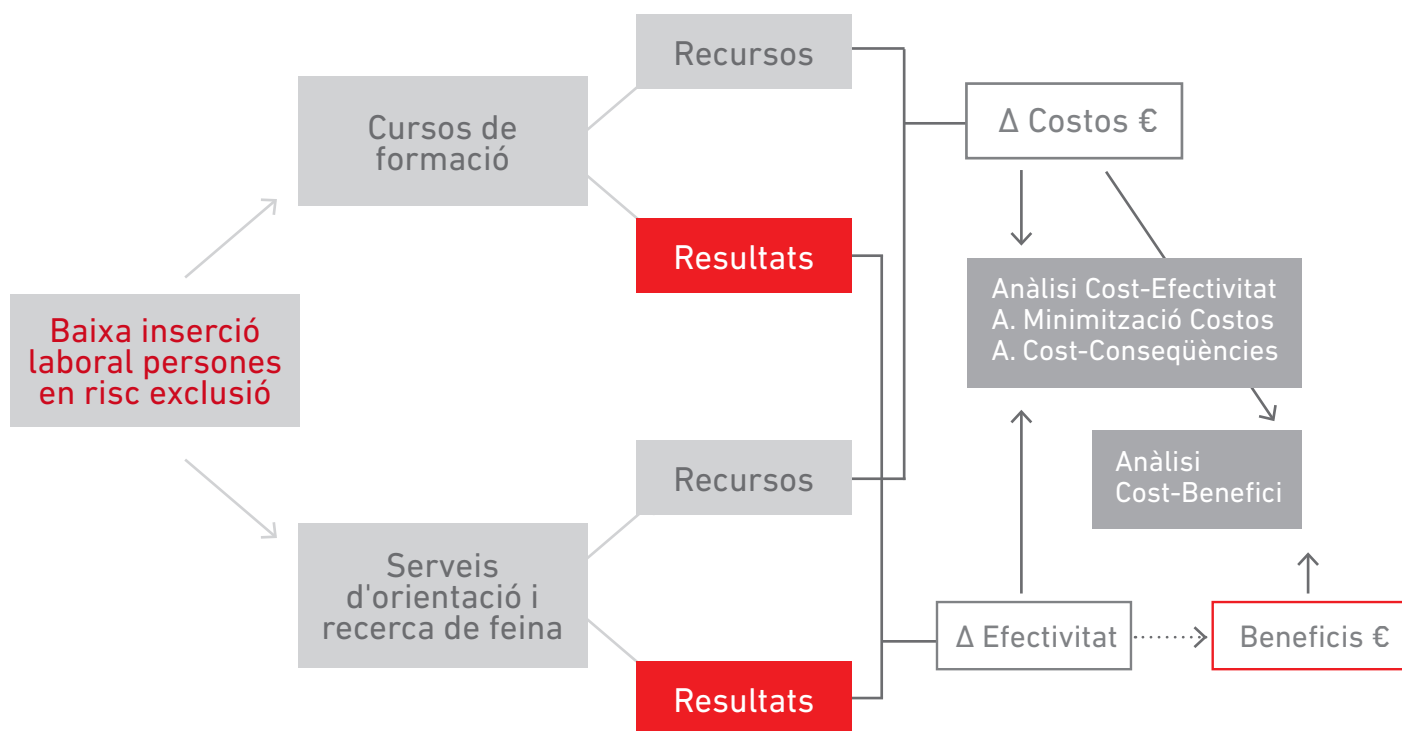 Recursos
Δ Costos €
Cursos de
formació
Resultats
Anàlisi Cost-Efectivitat
A. Minimització Costos
A. Cost-Conseqüències
Baixa inserció
laboral persones
en risc exclusió
Recursos
Anàlisi
Cost-Benefici
Serveis
d'orientació i
recerca de feina
Δ Efectivitat
Beneficis €
Resultats